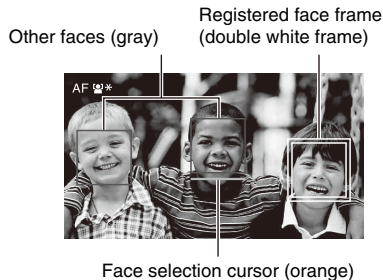 Registered face frame
Other faces (gray)
(double white frame)
AF
Face selection cursor (orange)